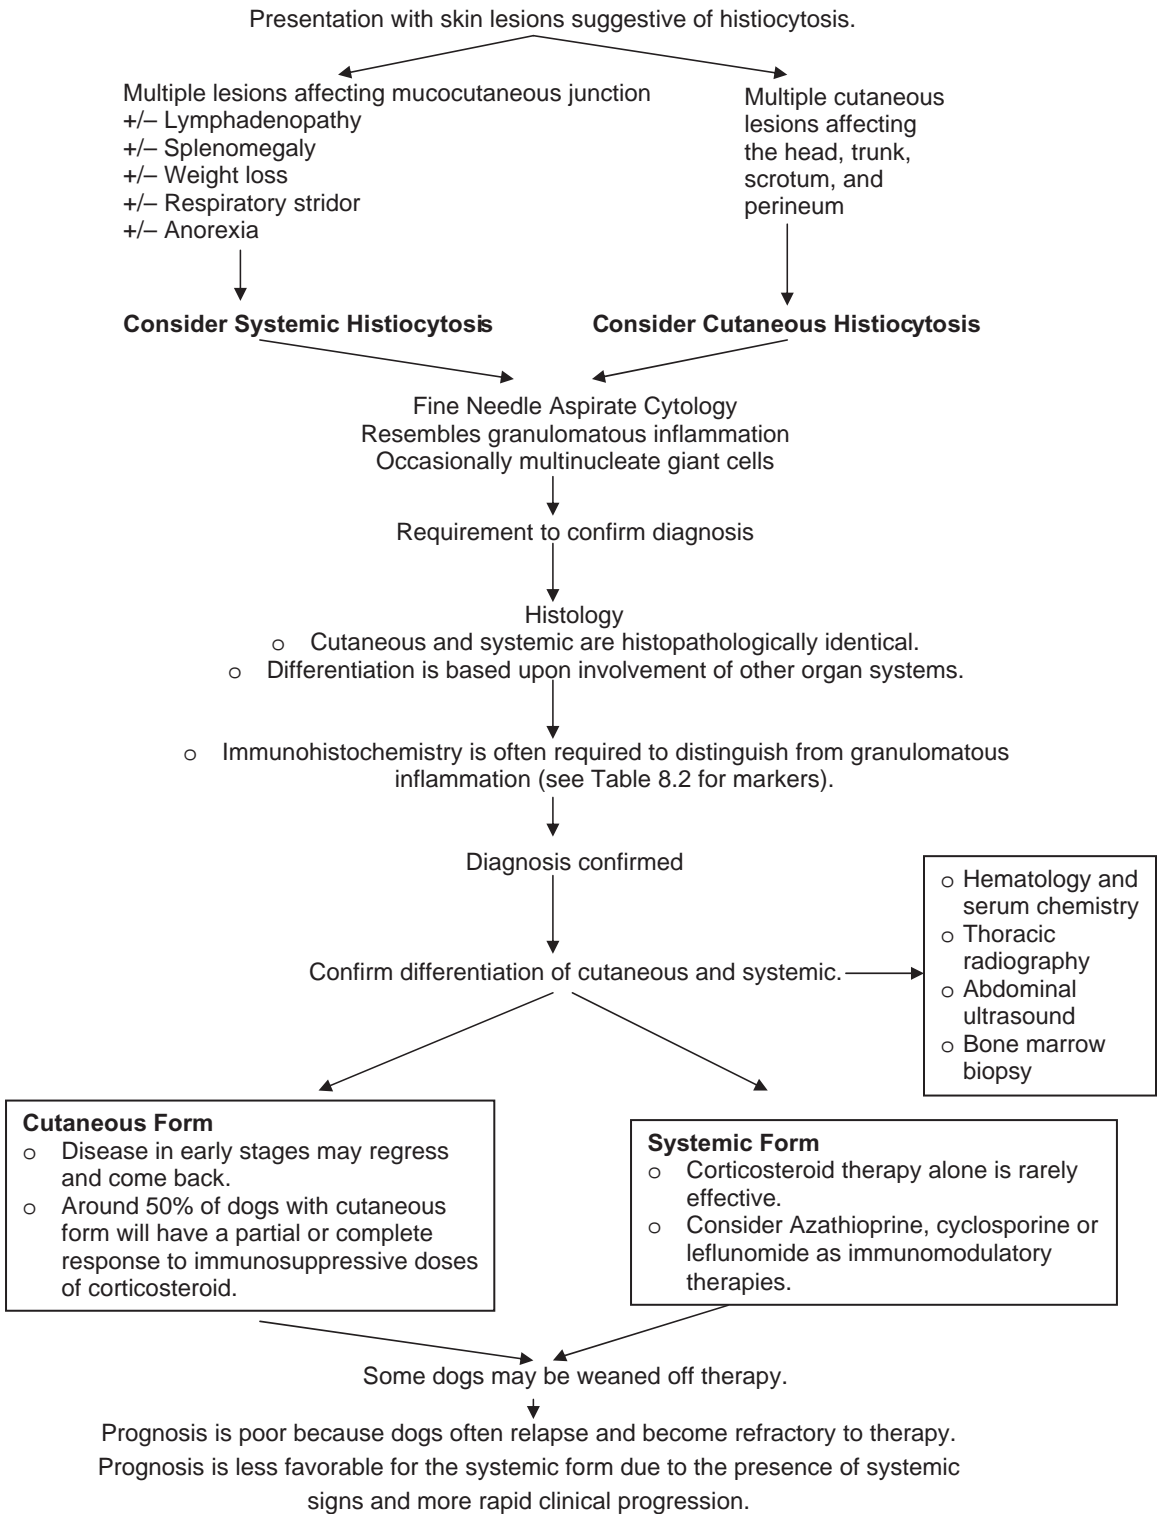 Presentation with skin lesions suggestive of histiocytosis.
Multiple lesions affecting mucocutaneous junction
+/– Lymphadenopathy
+/– Splenomegaly
+/– Weight loss
+/– Respiratory stridor
+/– Anorexia
Multiple cutaneous
lesions affecting
the head, trunk,
scrotum, and
perineum
Consider Systemic Histiocytosis
Consider Cutaneous Histiocytosis
Fine Needle Aspirate Cytology
Resembles granulomatous inflammation
Occasionally multinucleate giant cells
Requirement to confirm diagnosis
Histology
o Cutaneous and systemic are histopathologically identical.
o Differentiation is based upon involvement of other organ systems.
o Immunohistochemistry is often required to distinguish from granulomatous
inflammation (see Table 8.2 for markers).
Diagnosis confirmed
Confirm differentiation of cutaneous and systemic.
o Hematology and
serum chemistry
o Thoracic
radiography
o Abdominal
ultrasound
o Bone marrow
biopsy
Cutaneous Form
o Disease in early stages may regress
and come back.
o Around 50% of dogs with cutaneous
form will have a partial or complete
response to immunosuppressive doses
of corticosteroid.
Systemic Form
o Corticosteroid therapy alone is rarely
effective.
o Consider Azathioprine, cyclosporine or
leflunomide as immunomodulatory
therapies.
Some dogs may be weaned off therapy.
Prognosis is poor because dogs often relapse and become refractory to therapy.
Prognosis is less favorable for the systemic form due to the presence of systemic
signs and more rapid clinical progression.